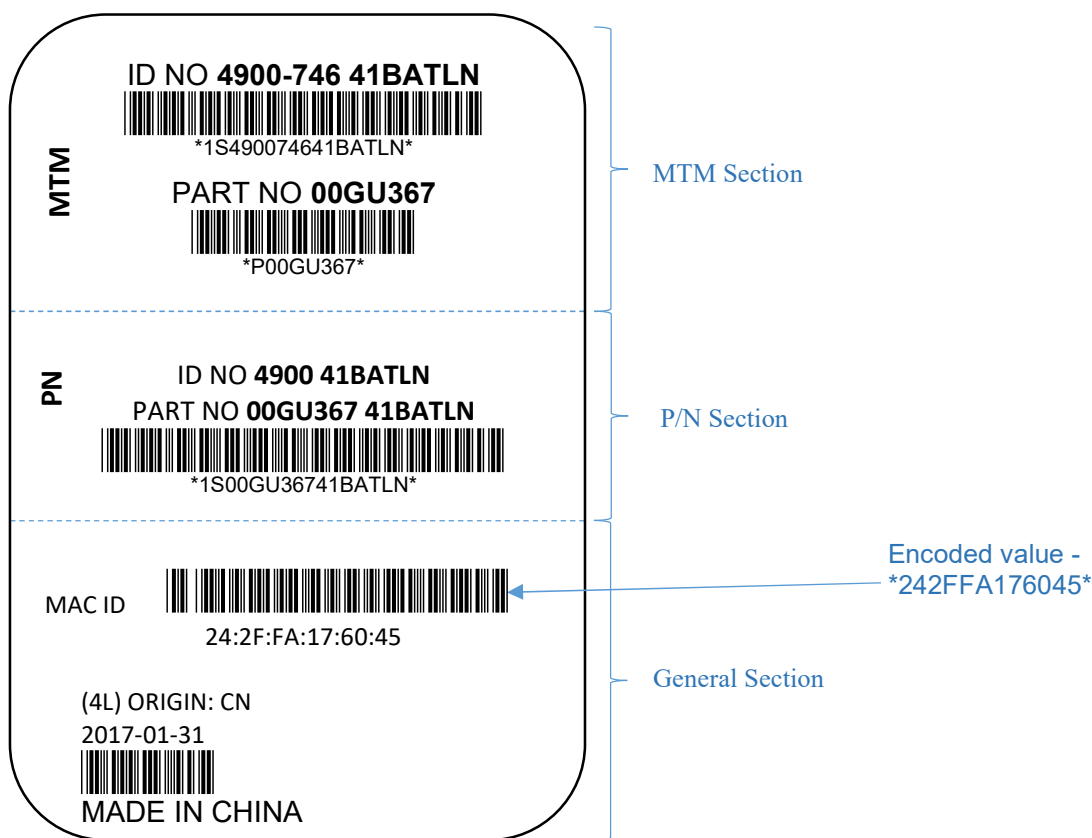 ID NO 4900-746 41BATLN
*1S490074641BATLN*
MTM
PART NO 00GU367
*P00GU367*
MTM Section
PN
ID NO 4900 41BATLN
PART NO 00GU367 41BATLN
*1S00GU36741BATLN*
P/N Section
MAC ID
24:2F:FA:17:60:45
Encoded value -
*242FFA176045*
General Section
(4L) ORIGIN: CN
2017-01-31
MADE IN CHINA